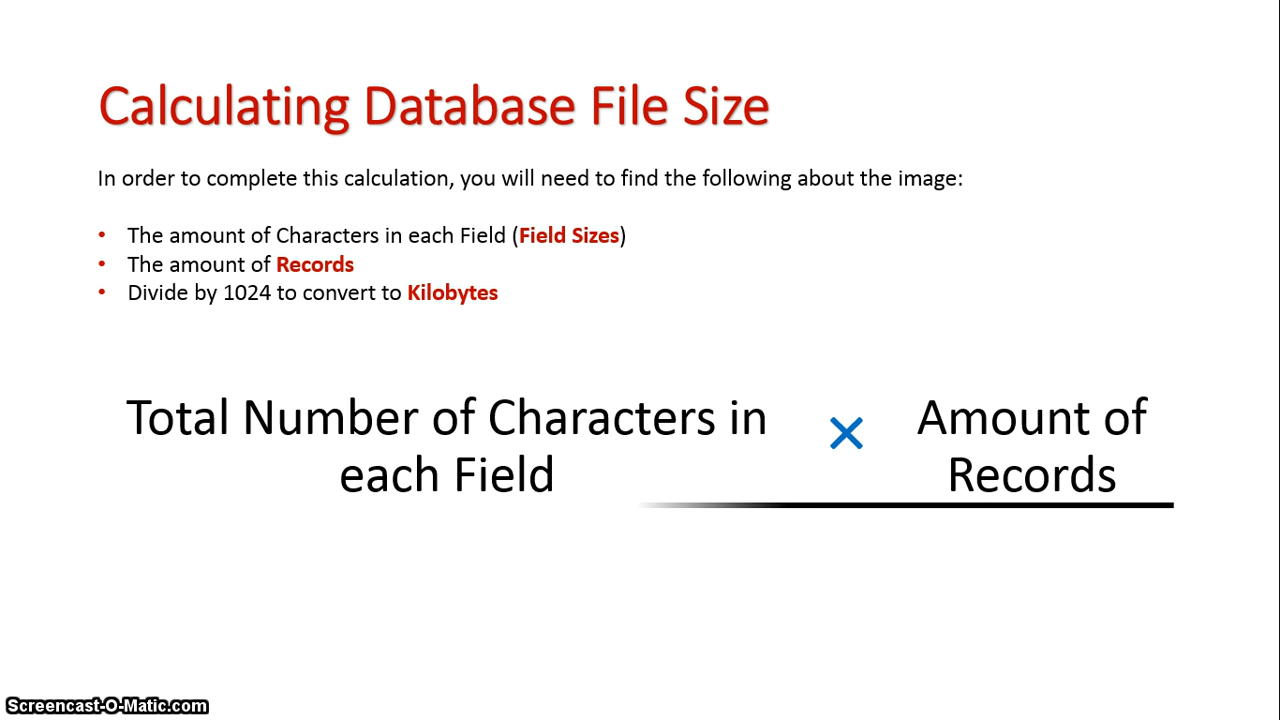 Calculating Database File Size
In order to complete this calculation, you will need to find the following about the image:
• The amount of Characters in each Field (Field Sizes)
• The amount of Records
• Divide by 1024 to convert to Kilobytes
Total Number of Characters in
each Field
×
Amount of
Records
Screencast-O-Matic.com